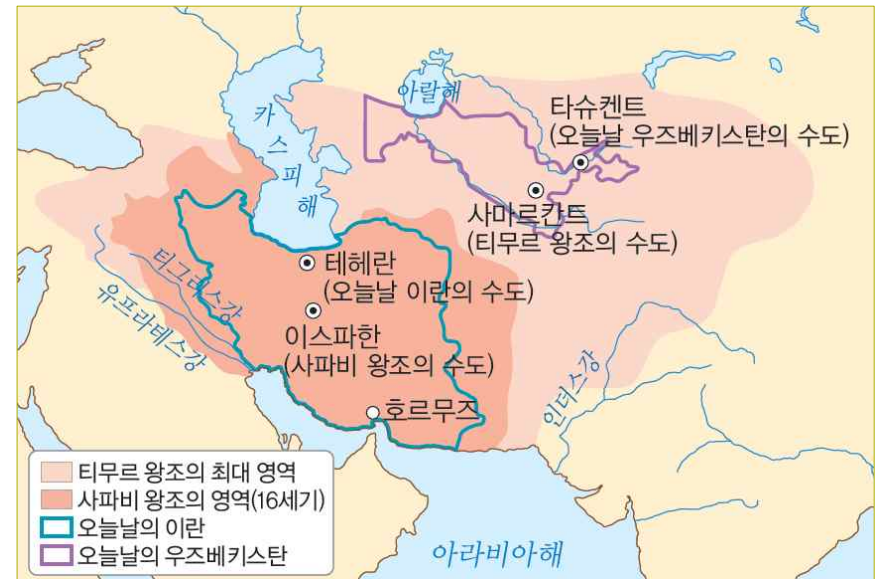 아랄해
카스피해
타슈켄트
(오늘날 우즈베키스탄의 수도)
사마르칸트
(티무르 왕조의 수도)
테헤란
(오늘날 이란의 수도)
티그리스강
유프라테스강
이스파한
(사파비 왕조의 수도)
인더스강
호르무즈
티무르 왕조의 최대 영역
사파비 왕조의 영역(16세기)
오늘날의 이란
오늘날의 우즈베키스탄
아라비아해